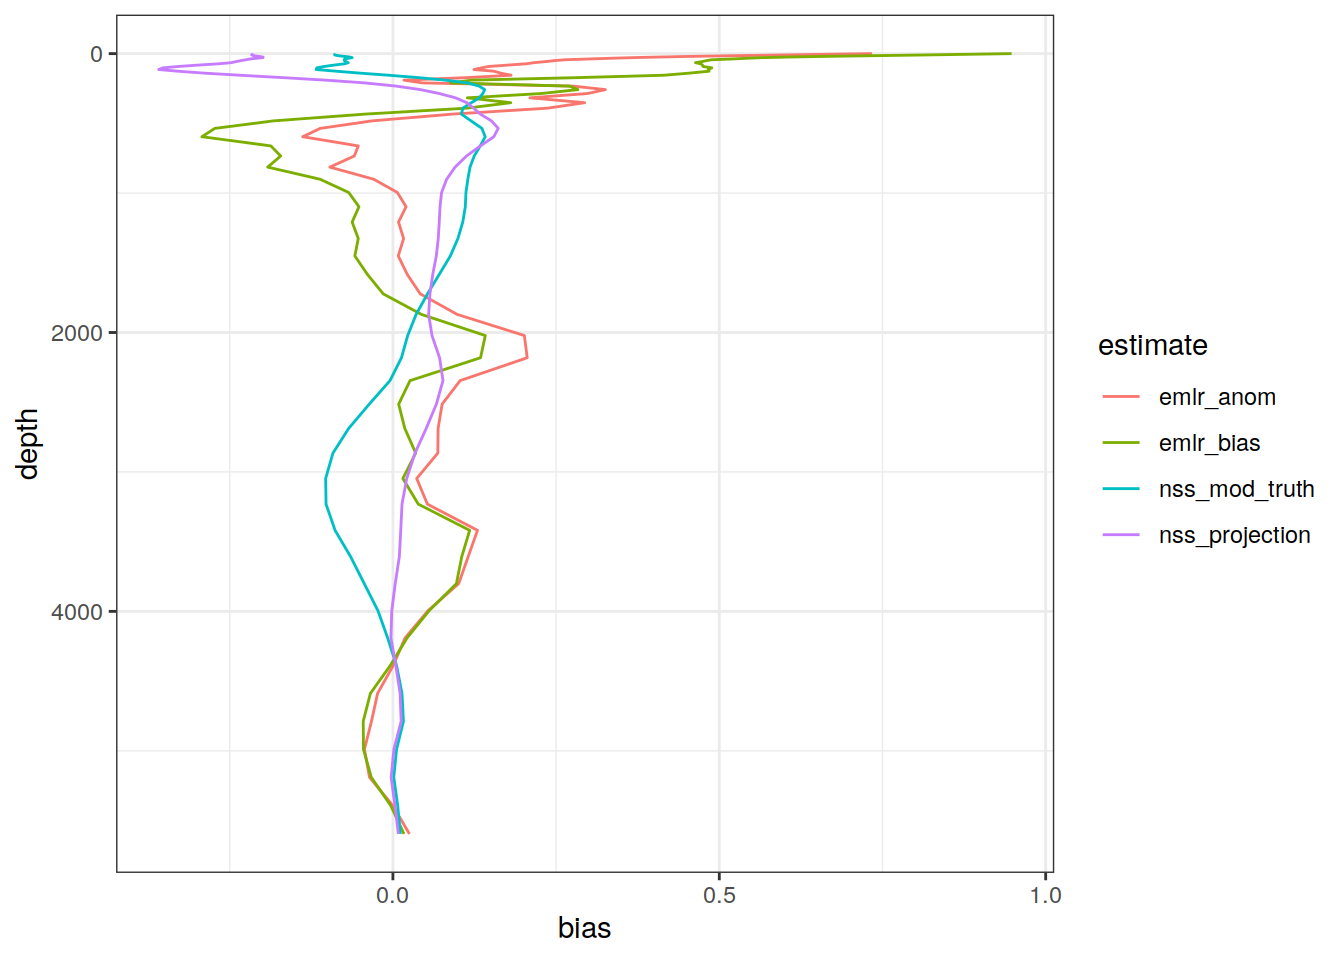 0
2000
4000
depth
0.0
0.5
1.0
bias
estimate
emlr_anom
emlr_bias
nss_mod_truth
nss_projection